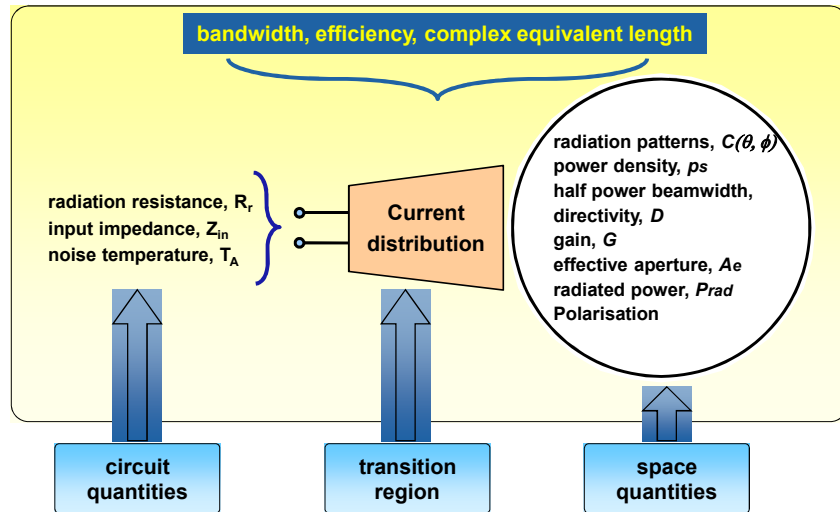 bandwidth, efficiency, complex equivalent length
radiation resistance, Rr
input impedance, Zin
noise temperature, TA
Current
distribution
radiation patterns, C(θ, ϕ)
power density, ps
half power beamwidth,
directivity, D
gain, G
effective aperture, Ae
radiated power, Prad
Polarisation
circuit
quantities
transition
region
space
quantities